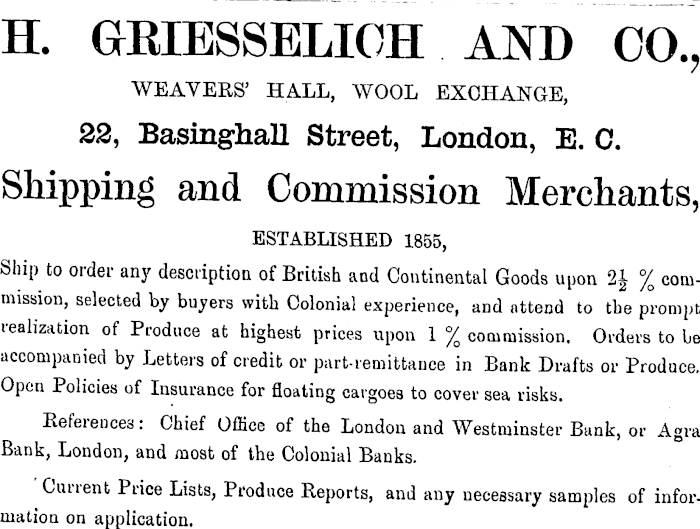 H. GRIESSELICH AND CO.,
WEAVERS' HALL, WOOL EXCHANGE,
22, Basinghall Street, London, E. C.
Shipping and Commission Merchants,
ESTABLISHED 1855,
Ship to order any description of British and Continental Goods upon 2½ % com-
mission, selected by buyers with Colonial experience, and attend to the prompt
realization of Produce at highest prices upon 1 % commission. Orders to be
accompanied by Letters of credit or part-remittance in Bank Drafts or Produce.
Open Policies of Insurance for floating cargoes to cover sea risks.
References: Chief Office of the London and Westminster Bank, or Agra
Bank, London, and most of the Colonial Banks.
Current Price Lists, Produce Reports, and any necessary samples of infor-
mation on application.